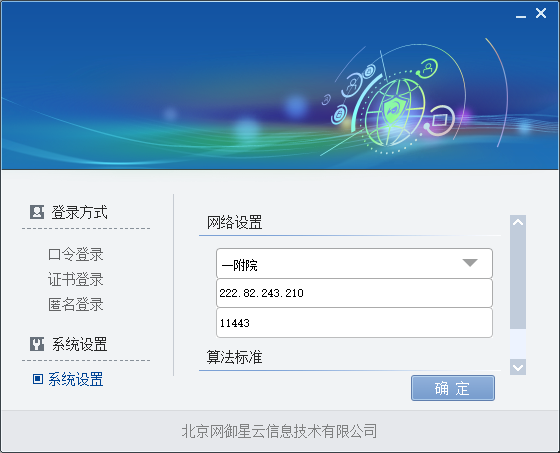 登录方式
口令登录
证书登录
匿名登录
系统设置
系统设置
网络设置
一附院
222.82.243.210
11443
算法标准
确 定
北京网御星云信息技术有限公司